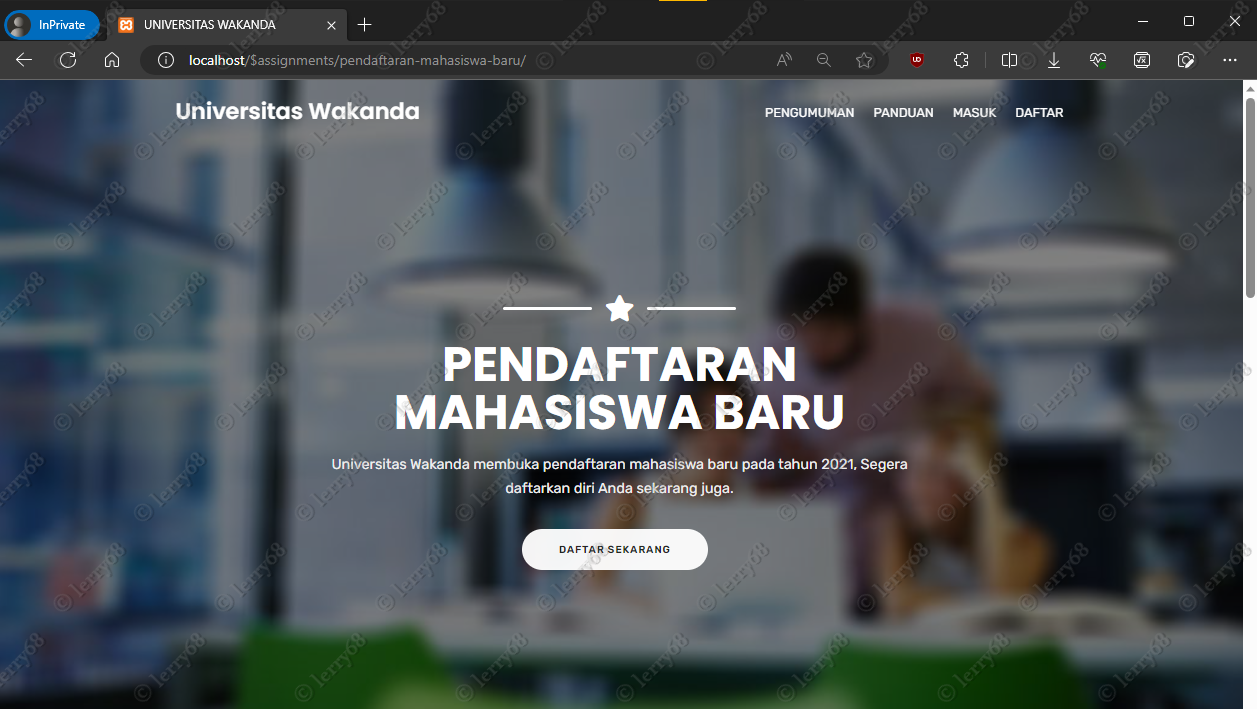 InPrivate
UNIVERSITAS WAKANDA
localhost/$assignments/pendaftaran-mahasiswa-baru/
Universitas Wakanda
PENGUMUMAN PANDUAN MASUK DAFTAR
PENDAFTARAN
MAHASISWA BARU
Universitas Wakanda membuka pendaftaran mahasiswa baru pada tahun 2021, Segera
daftarkan diri Anda sekarang juga.
DAFTAR SEKARANG
© lerry68